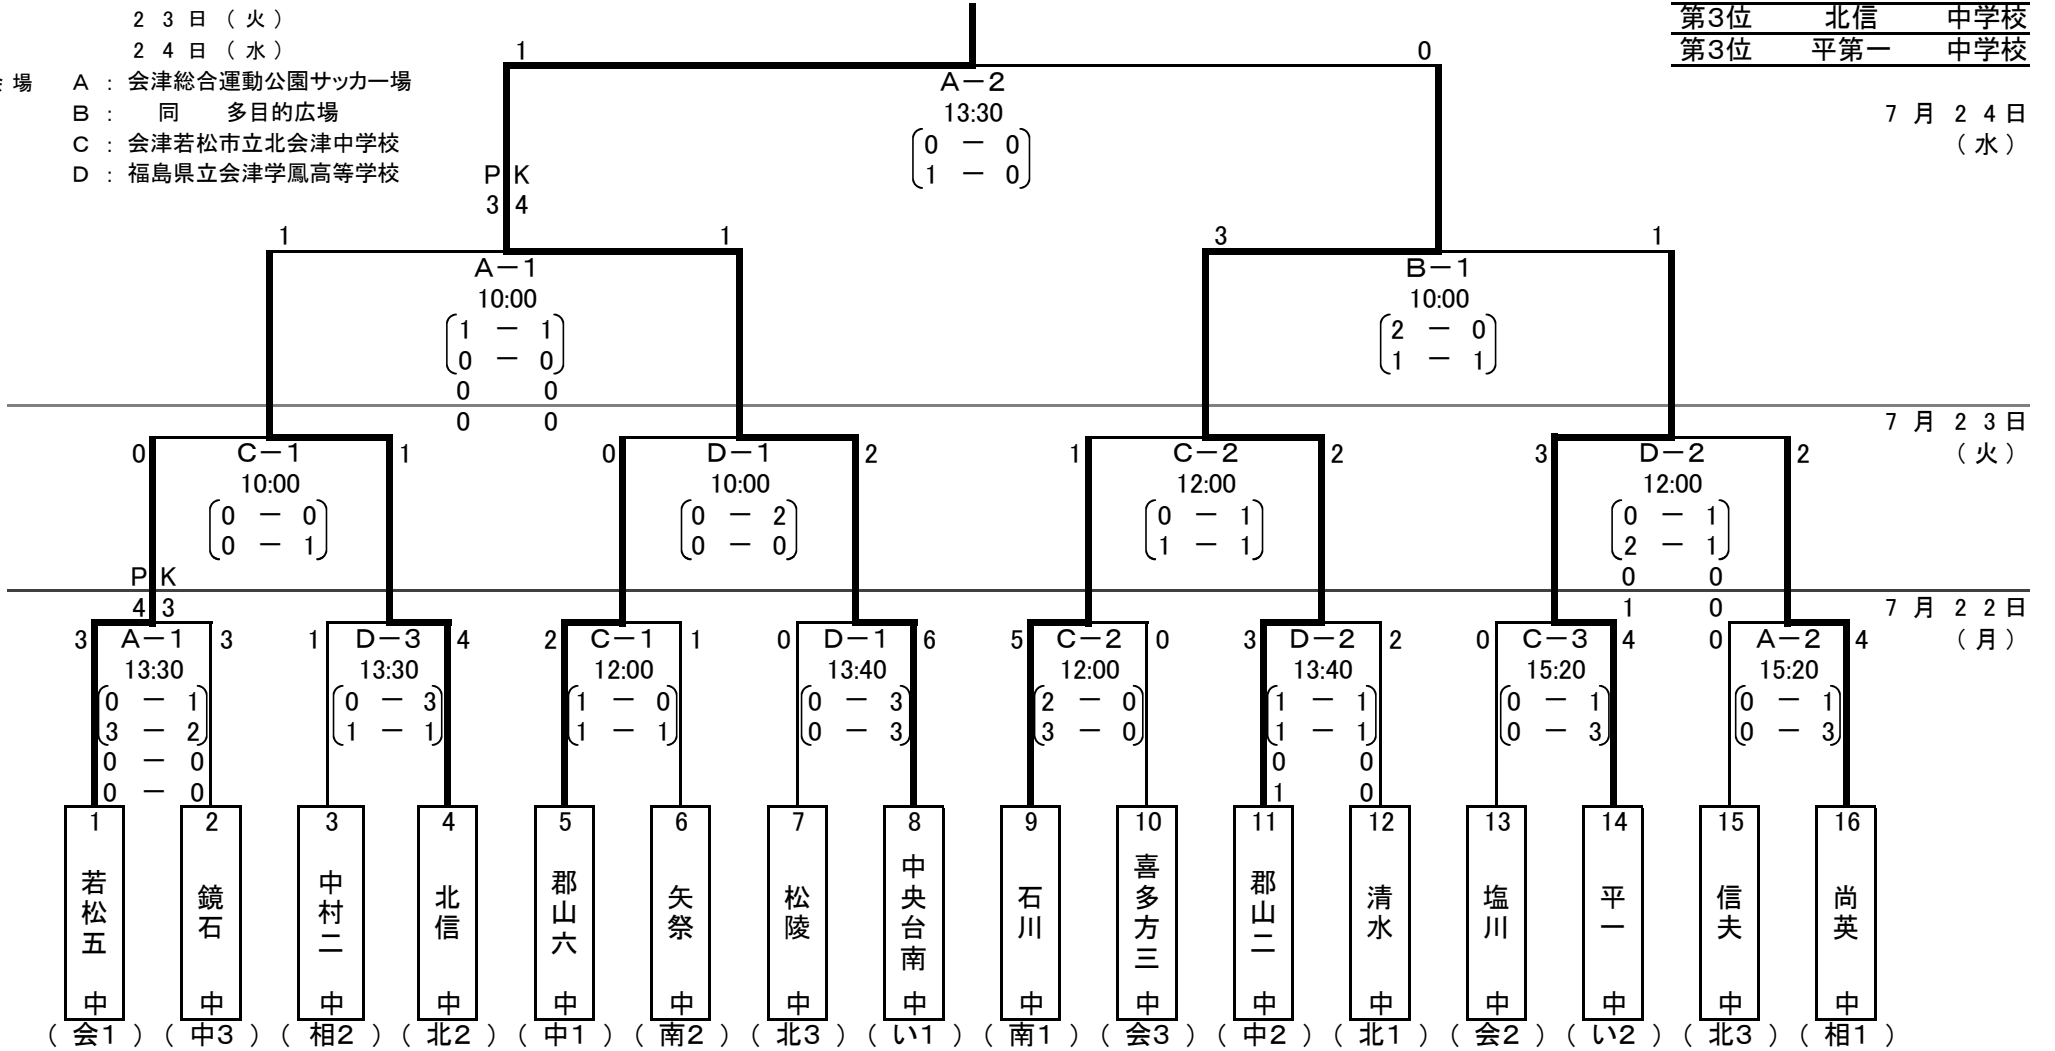 23日（火）
24日（水）
第3位 北信 中学校
第3位 平第一 中学校
場 A : 会津総合運動公園サッカー場
B : 同 多目的広場
C : 会津若松市立北会津中学校
D : 福島県立会津学鳳高等学校
1 0
A－2
13:30
0 － 0
1 － 0
7月24日
（水）
PK
3 4
1 1 3 1
A－1 B－1
10:00 10:00
1 － 1 2 － 0
0 － 0 1 － 1
0 0
0 0
7月23日
（火）
0 C－1 1 0 D－1 2 1 C－2 2 3 D－2 2
10:00 10:00 12:00 12:00
0 － 0 0 － 2 0 － 1 0 － 1
0 － 1 0 － 0 1 － 1 2 － 1
PK 0 0
4 3 1 0
7月22日
（月）
3 A－1 3 1 D－3 4 2 C－1 1 0 D－1 6 5 C－2 0 3 D－2 2 0 C－3 4 0 A－2 4
13:30 13:30 12:00 13:40 12:00 13:40 15:20 15:20
0 － 1 0 － 3 1 － 0 0 － 3 2 － 0 1 － 1 0 － 1 0 － 1
3 － 2 1 － 1 1 － 1 0 － 3 3 － 0 1 － 1 0 － 3 0 － 3
0 － 0 0 0
0 － 0 1 0
1 2 3 4 5 6 7 8 9 10 11 12 13 14 15 16
若松五中
鏡石中
中村二中
北信中
郡山六中
矢祭中
松陵中
中央台南中
石川中
喜多方三中
郡山二中
清水中
塩川中
平一中
信夫中
尚英中
（会1）（中3）（相2）（北2）（中1）（南2）（北3）（い1）（南1）（会3）（中2）（北1）（会2）（い2）（北3）（相1）